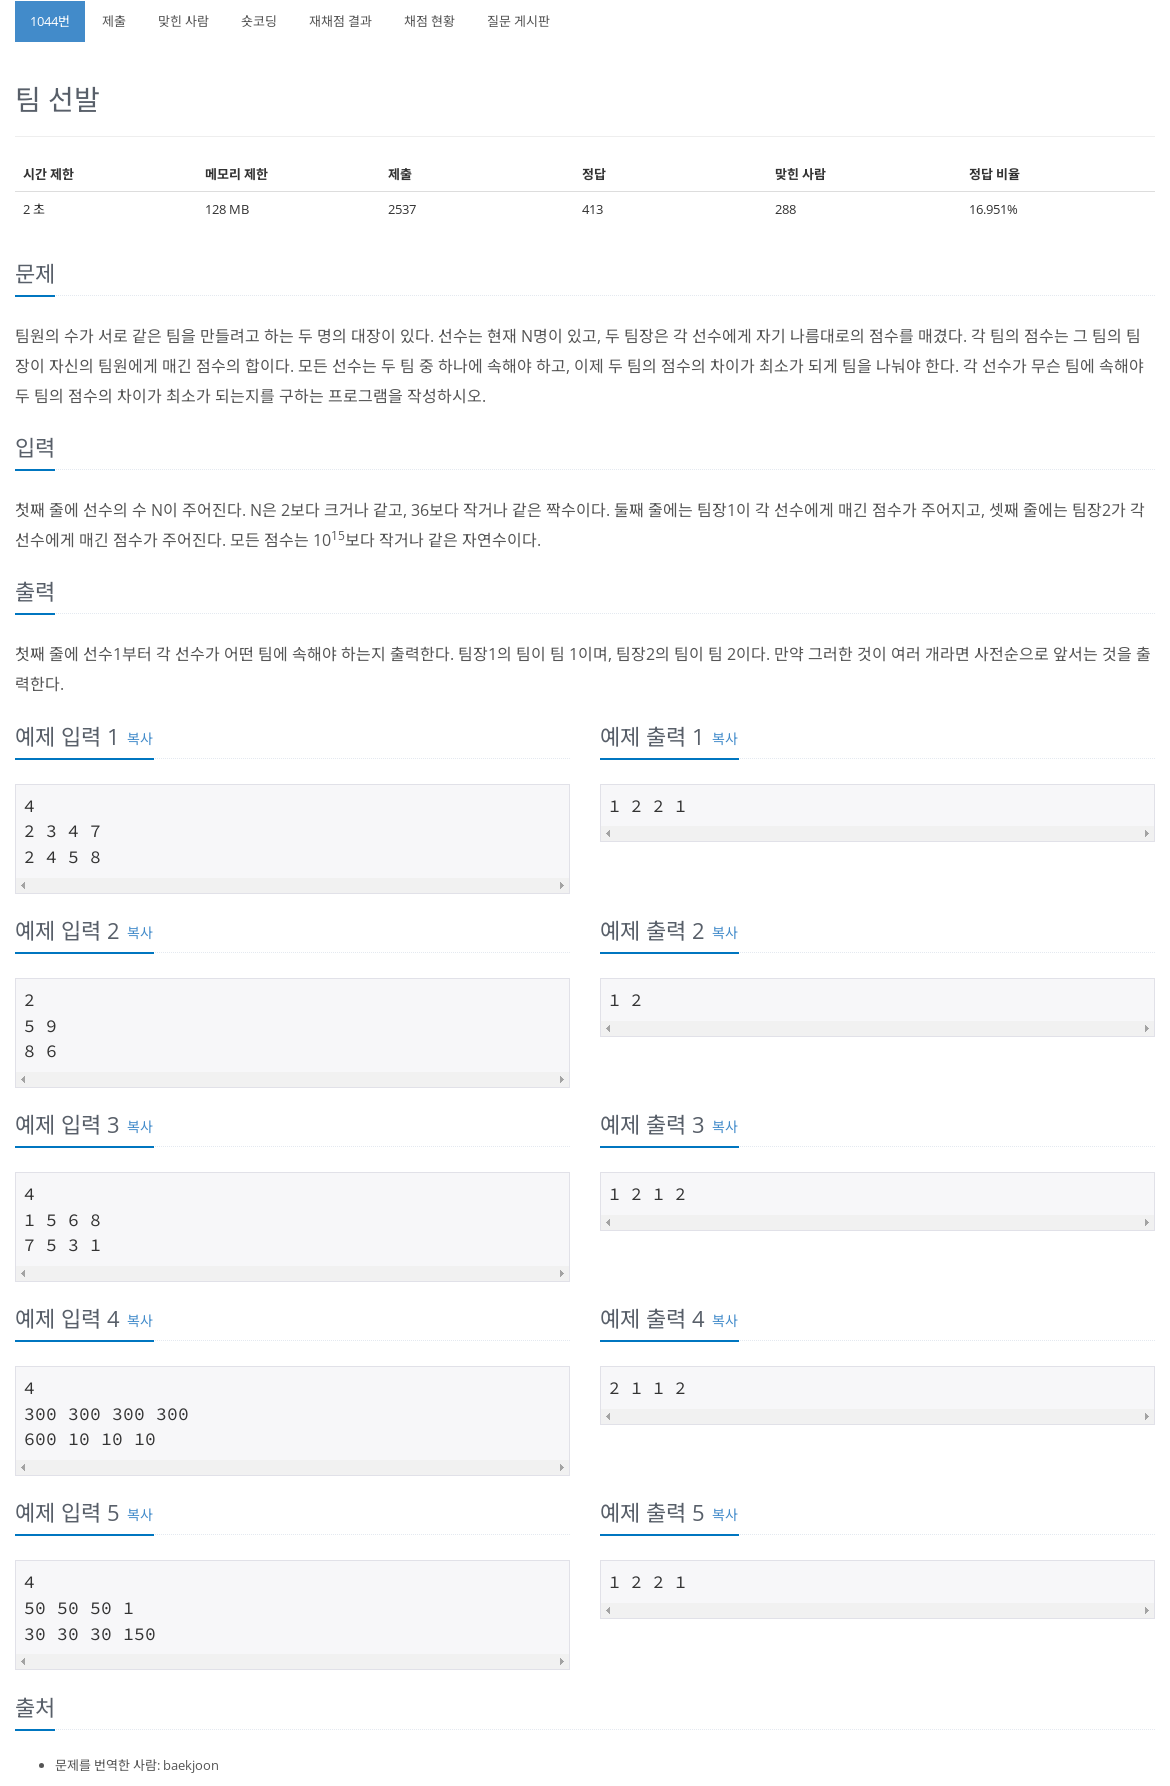 1044번 제출 맞힌 사람 숏코딩 재채점 결과 채점 현황 질문 게시판
팀 선발
시간 제한 메모리 제한 제출 정답 맞힌 사람 정답 비율
2 초 128 MB 2537 413 288 16.951%
문제
팀원의 수가 서로 같은 팀을 만들려고 하는 두 명의 대장이 있다. 선수는 현재 N명이 있고, 두 팀장은 각 선수에게 자기 나름대로의 점수를 매겼다. 각 팀의 점수는 그 팀의 팀
장이 자신의 팀원에게 매긴 점수의 합이다. 모든 선수는 두 팀 중 하나에 속해야 하고, 이제 두 팀의 점수의 차이가 최소가 되게 팀을 나눠야 한다. 각 선수가 무슨 팀에 속해야
두 팀의 점수의 차이가 최소가 되는지를 구하는 프로그램을 작성하시오.
입력
첫째 줄에 선수의 수 N이 주어진다. N은 2보다 크거나 같고, 36보다 작거나 같은 짝수이다. 둘째 줄에는 팀장1이 각 선수에게 매긴 점수가 주어지고, 셋째 줄에는 팀장2가 각
선수에게 매긴 점수가 주어진다. 모든 점수는 10^15보다 작거나 같은 자연수이다.
출력
첫째 줄에 선수1부터 각 선수가 어떤 팀에 속해야 하는지 출력한다. 팀장1의 팀이 팀 1이며, 팀장2의 팀이 팀 2이다. 만약 그러한 것이 여러 개라면 사전순으로 앞서는 것을 출
력한다.
예제 입력 1 복사
4
2 3 4 7
2 4 5 8
예제 출력 1 복사
1 2 2 1
예제 입력 2 복사
2
5 9
8 6
예제 출력 2 복사
1 2
예제 입력 3 복사
4
1 5 6 8
7 5 3 1
예제 출력 3 복사
1 2 1 2
예제 입력 4 복사
4
300 300 300 300
600 10 10 10
예제 출력 4 복사
2 1 1 2
예제 입력 5 복사
4
50 50 50 1
30 30 30 150
예제 출력 5 복사
1 2 2 1
출처
문제를 번역한 사람: baekjoon